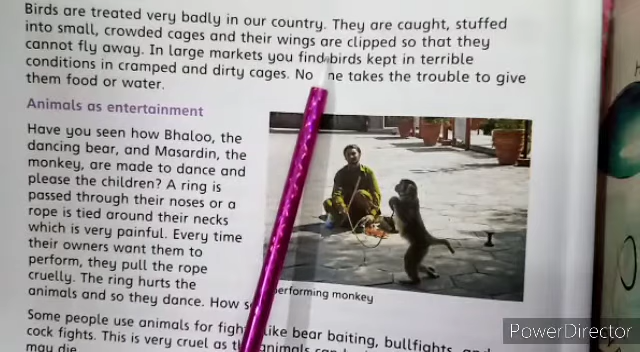 Birds are treated very badly in our country. They are caught, stuffed
into small, crowded cages and their wings are clipped so that they
cannot fly away. In large markets you find birds kept in terrible
conditions in cramped and dirty cages. No ne takes the trouble to give
them food or water.
Animals as entertainment
Have you seen how Bhaloo, the
dancing bear, and Masardin, the
monkey, are made to dance and
please the children? A ring is
passed through their noses or a
rope is tied around their necks
which is very painful. Every time
their owners want them to
perform, they pull the rope
cruelly. The ring hurts the
animals and so they dance. How s
performing monkey
Some people use animals for figh like bear baiting, bullfights, and
cock fights. This is very cruel as th animals can
may die.
PowerDirector